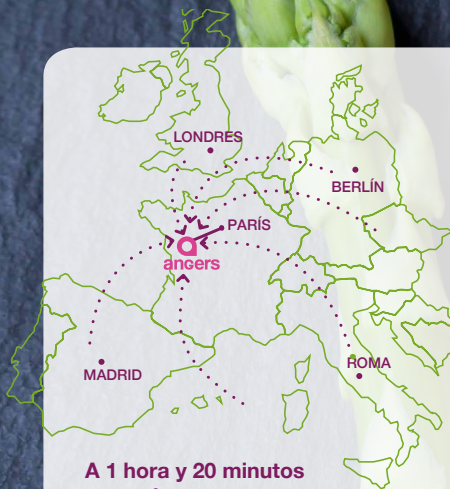 LONDRES
BERLÍN
PARÍS
angers
ROMA
MADRID
A 1 hora y 20 minutos